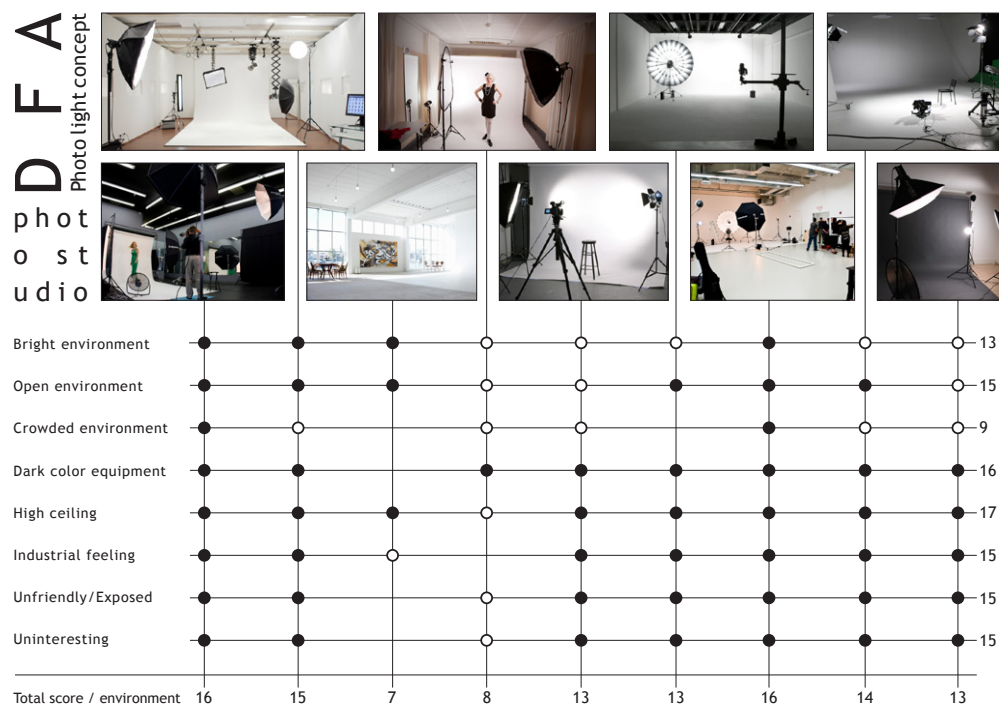 D F A
Photo light concept
phot
o st
udio
Bright environment 13
Open environment 15
Crowded environment 9
Dark color equipment 16
High ceiling 17
Industrial feeling 15
Unfriendly/Exposed 15
Uninteresting 15
Total score / environment 16 15 7 8 13 13 16 14 13